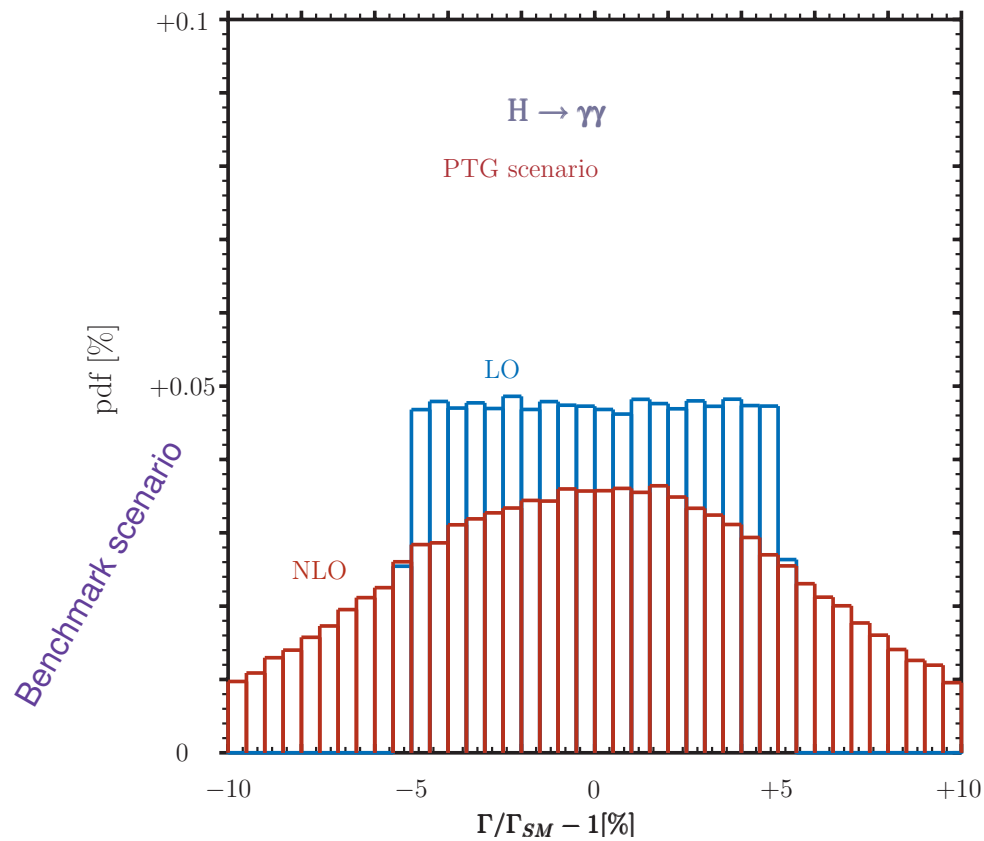 +0.1
H → γγ
PTG scenario
pdf [%]
LO
+0.05
Benchmark scenario
NLO
0
−10
−5
0
+5
+10
Γ/Γ_SM − 1[%]